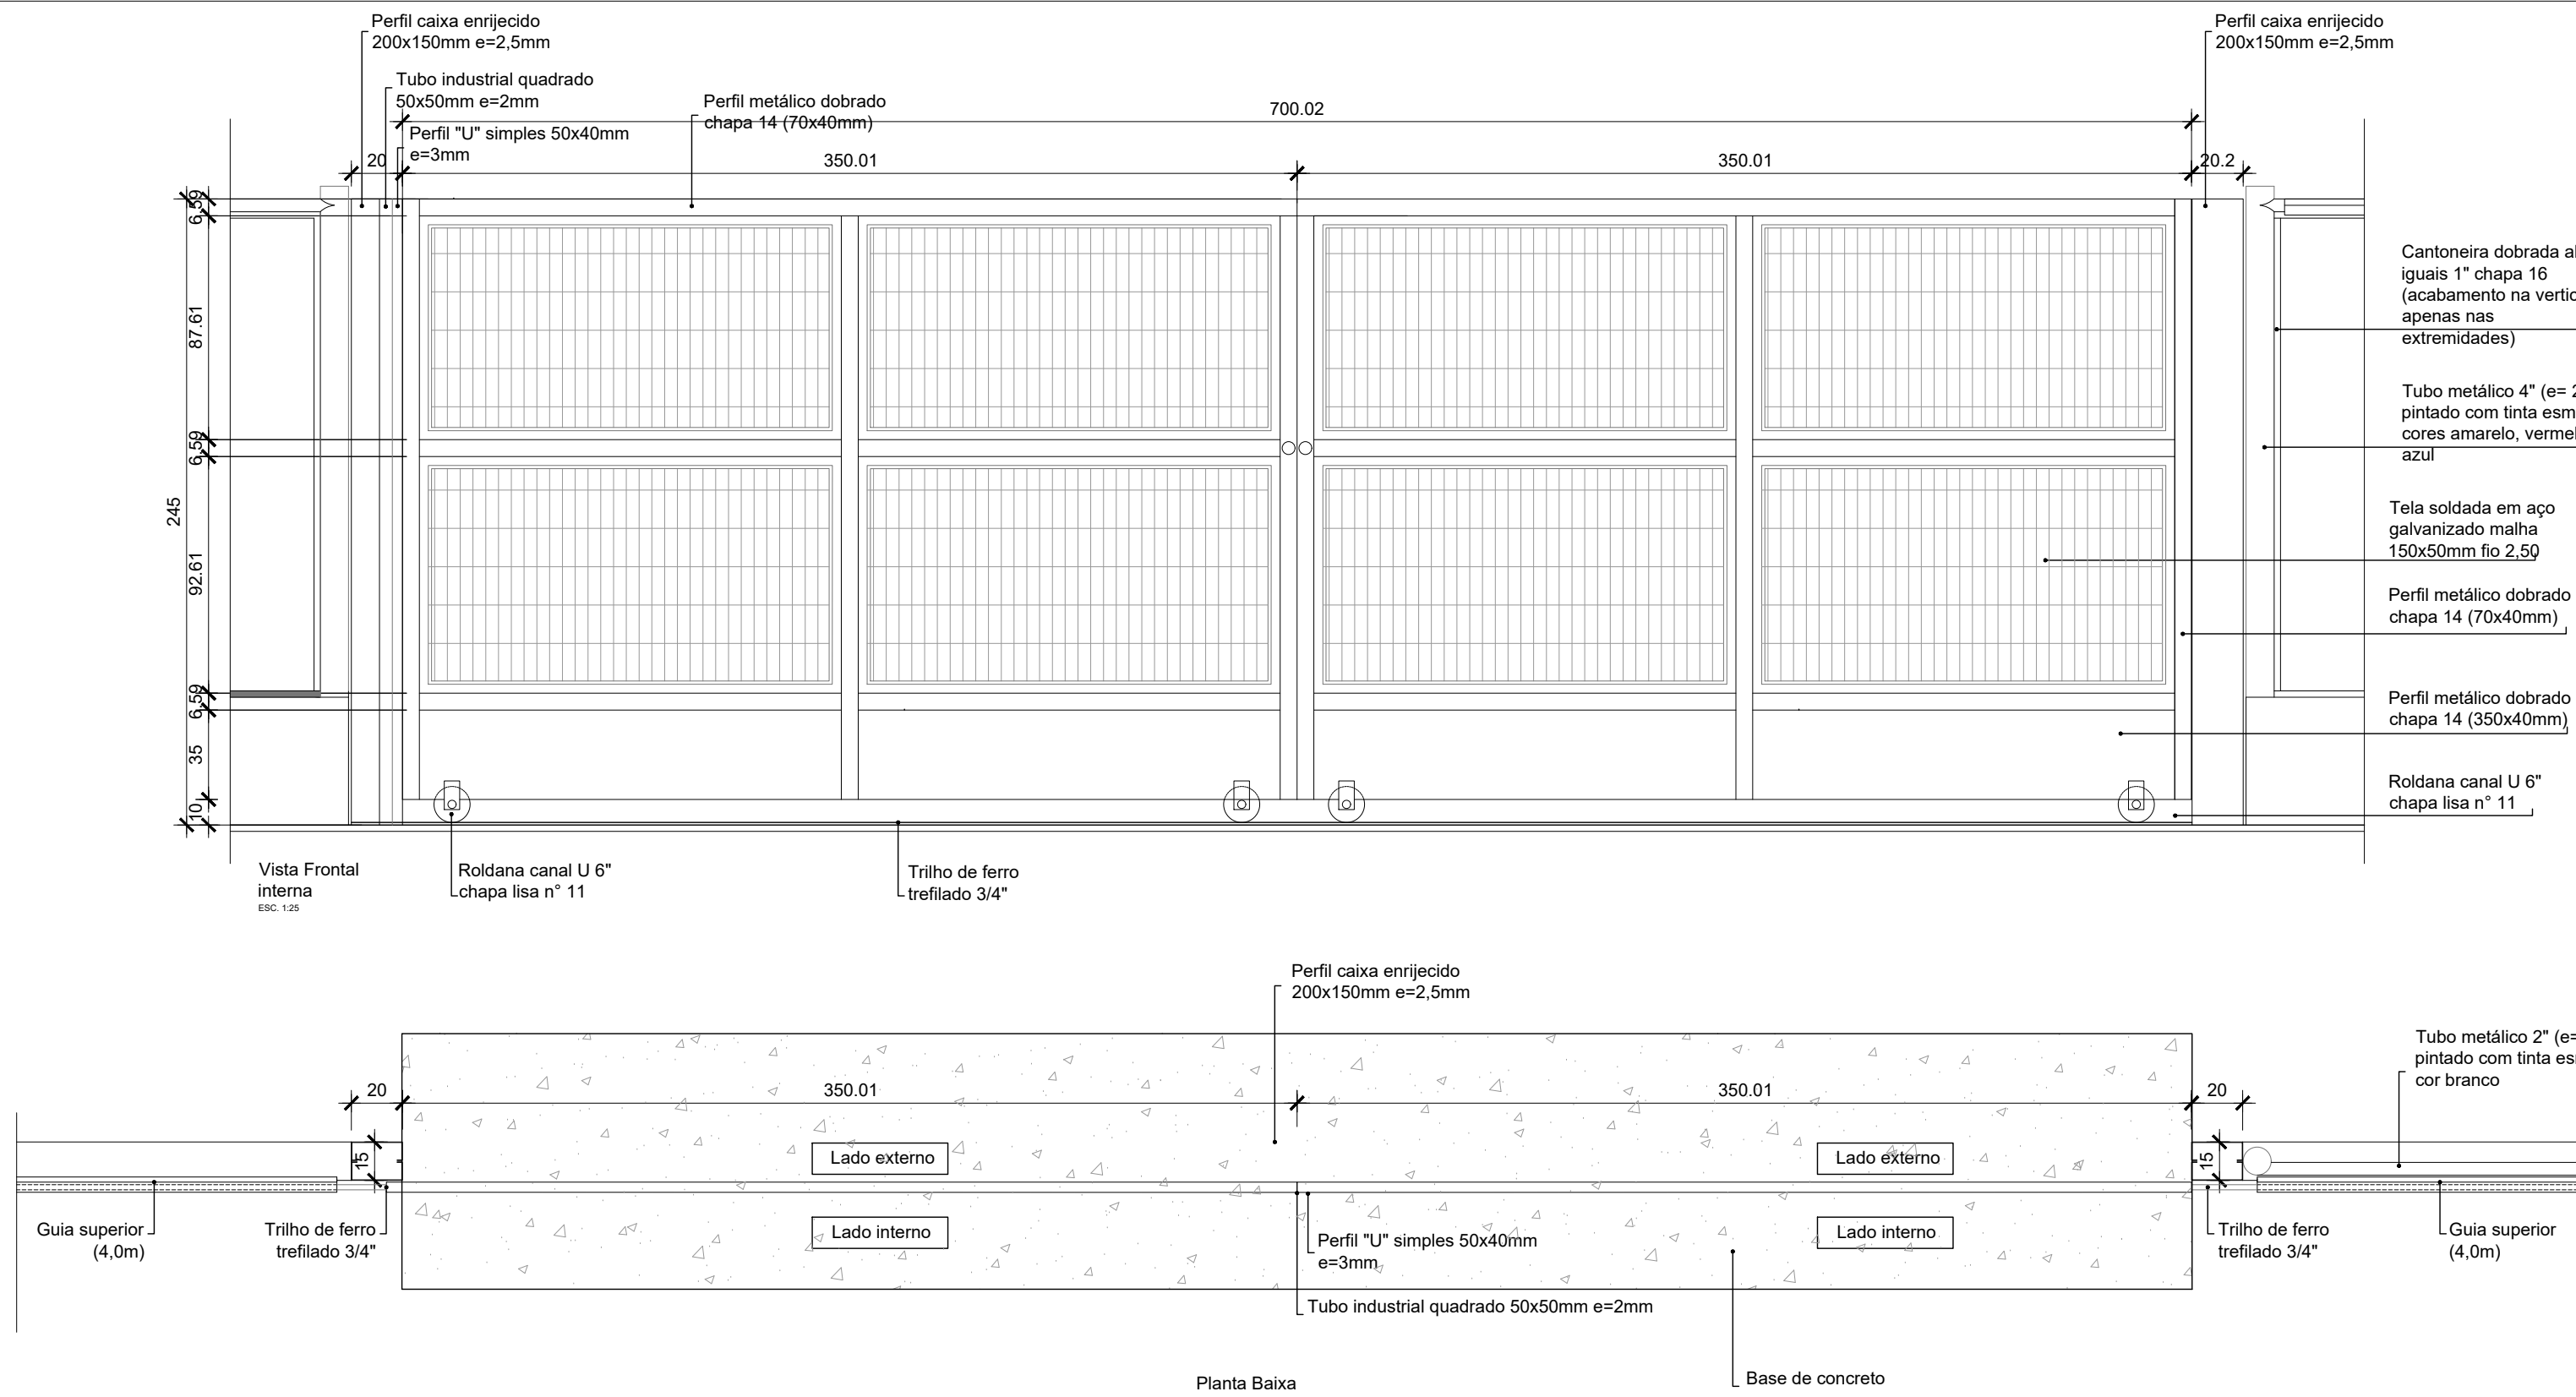 Perfil caixa enrijecido
200x150mm e=2,5mm
Perfil caixa enrijecido
200x150mm e=2,5mm
Tubo industrial quadrado
50x50mm e=2mm
Perfil metálico dobrado
chapa 14 (70x40mm)
700.02
Perfil "U" simples 50x40mm
e=3mm
20
350.01
350.01
20.2
6,59
87.61
6,59
245
92.61
6,59
35
10
Cantoneira dobrada a
iguais 1" chapa 16
(acabamento na vertic
apenas nas
extremidades)
Tubo metálico 4" (e= 2
pintado com tinta esm
cores amarelo, verme
azul
Tela soldada em aço
galvanizado malha
150x50mm fio 2,50
Perfil metálico dobrado
chapa 14 (70x40mm)
Perfil metálico dobrado
chapa 14 (350x40mm)
Roldana canal U 6"
chapa lisa n° 11
Vista Frontal
interna
ESC. 1:25
Roldana canal U 6"
chapa lisa n° 11
Trilho de ferro
trefilado 3/4"
Perfil caixa enrijecido
200x150mm e=2,5mm
Tubo metálico 2" (e=
pintado com tinta es
cor branco
20
350.01
350.01
20
15
Lado externo
Lado externo
15
Guia superior
(4,0m)
Trilho de ferro
trefilado 3/4"
Lado interno
Lado interno
Perfil "U" simples 50x40mm
e=3mm
Trilho de ferro
trefilado 3/4"
Guia superior
(4,0m)
Tubo industrial quadrado 50x50mm e=2mm
Base de concreto
Planta Baixa